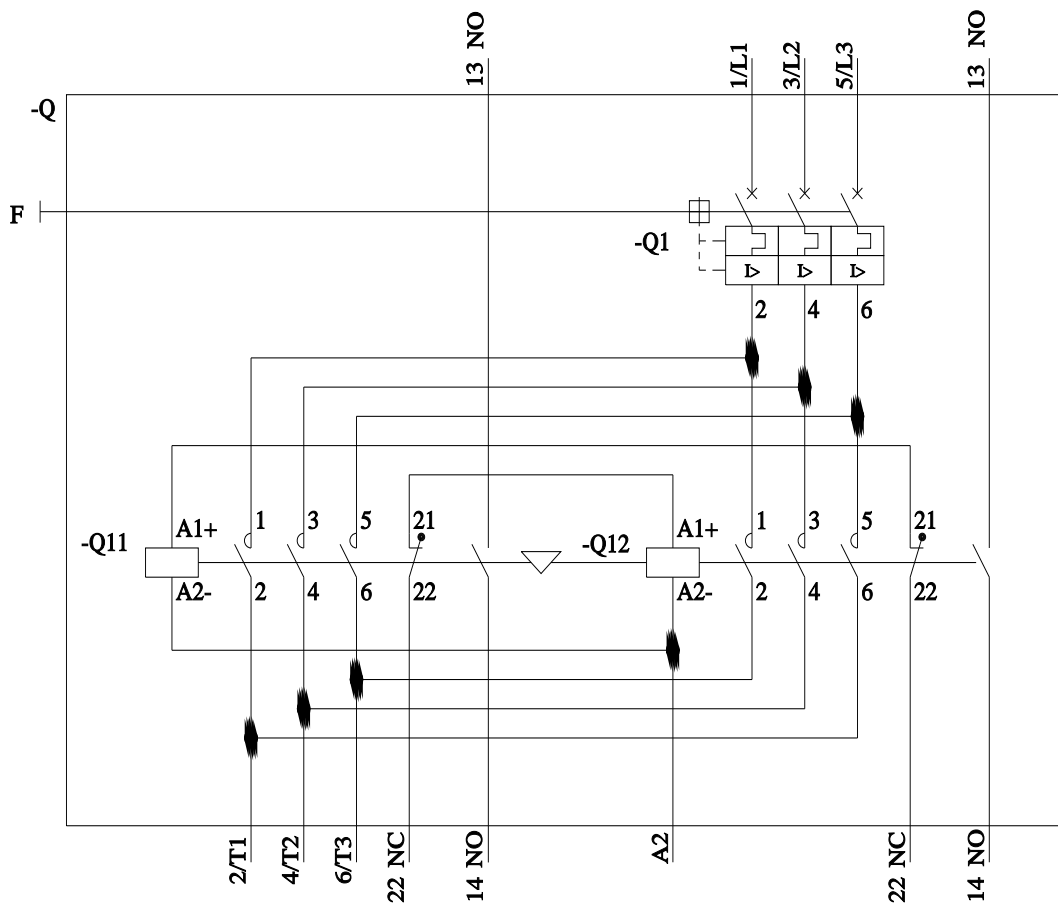 13 NO
1/L1
3/L2
5/L3
13 NO
-Q
F
-Q1
I> I> I>
2 4 6
-Q11
A1+ 1 3 5 21
A2- 2 4 6 22
-Q12
A1+ 1 3 5 21
A2- 2 4 6 22
2/T1
4/T2
6/T3
22 NC
14 NO
A2
22 NC
14 NO